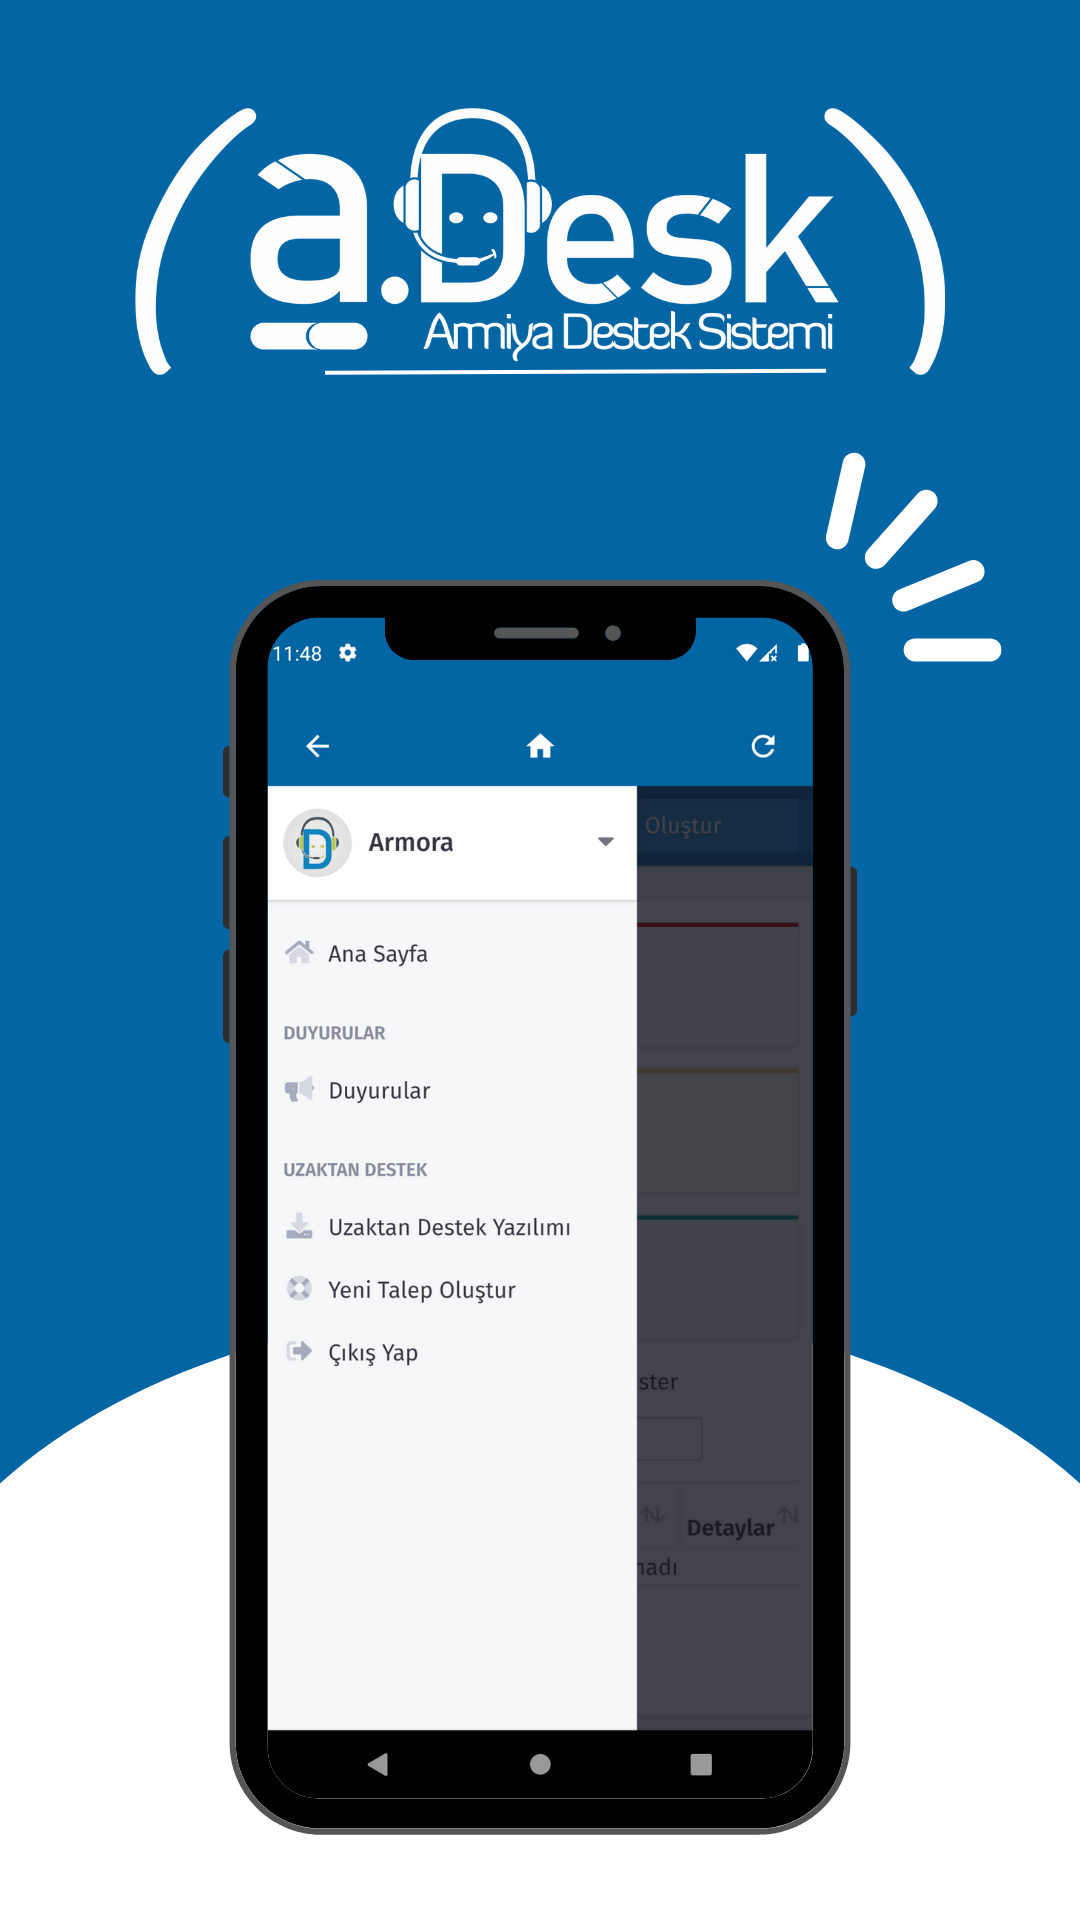 a.Desk
Armiya Destek Sistemi
11:48
Armora
Oluştur
Ana Sayfa
DUYURULAR
Duyurular
UZAKTAN DESTEK
Uzaktan Destek Yazılımı
Yeni Talep Oluştur
Çıkış Yap
ster
Detaylar
nadı